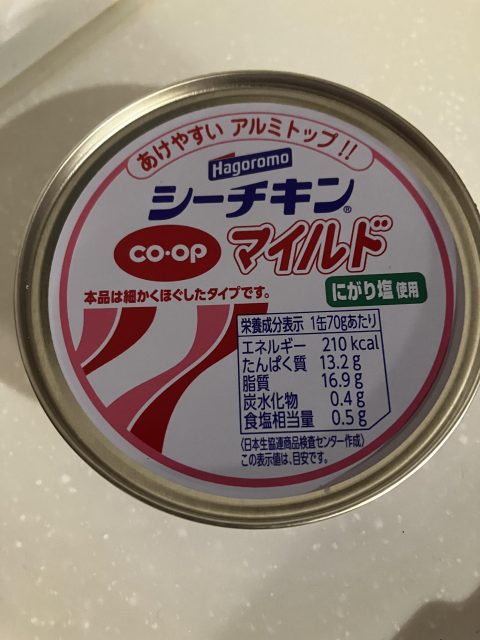 あけやすい アルミトップ!!
Hagoromo
シーチキン®
CO·OP マイルド
本品は細かくほぐしたタイプです。
にがり塩 使用
栄養成分表示 1缶70gあたり
エネルギー 210 kcal
たんぱく質 13.2 g
脂質 16.9 g
炭水化物 0.4 g
食塩相当量 0.5 g
(日本生協連商品検査センター作成)
この表示値は、目安です。